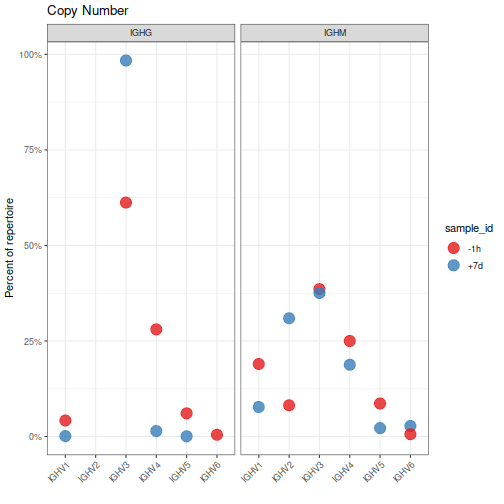 Copy Number
IGHG
IGHM
100%
75%
50%
25%
0%
Percent of repertoire
IGHV1
IGHV2
IGHV3
IGHV4
IGHV5
IGHV6
IGHV1
IGHV2
IGHV3
IGHV4
IGHV5
IGHV6
sample_id
-1h
+7d